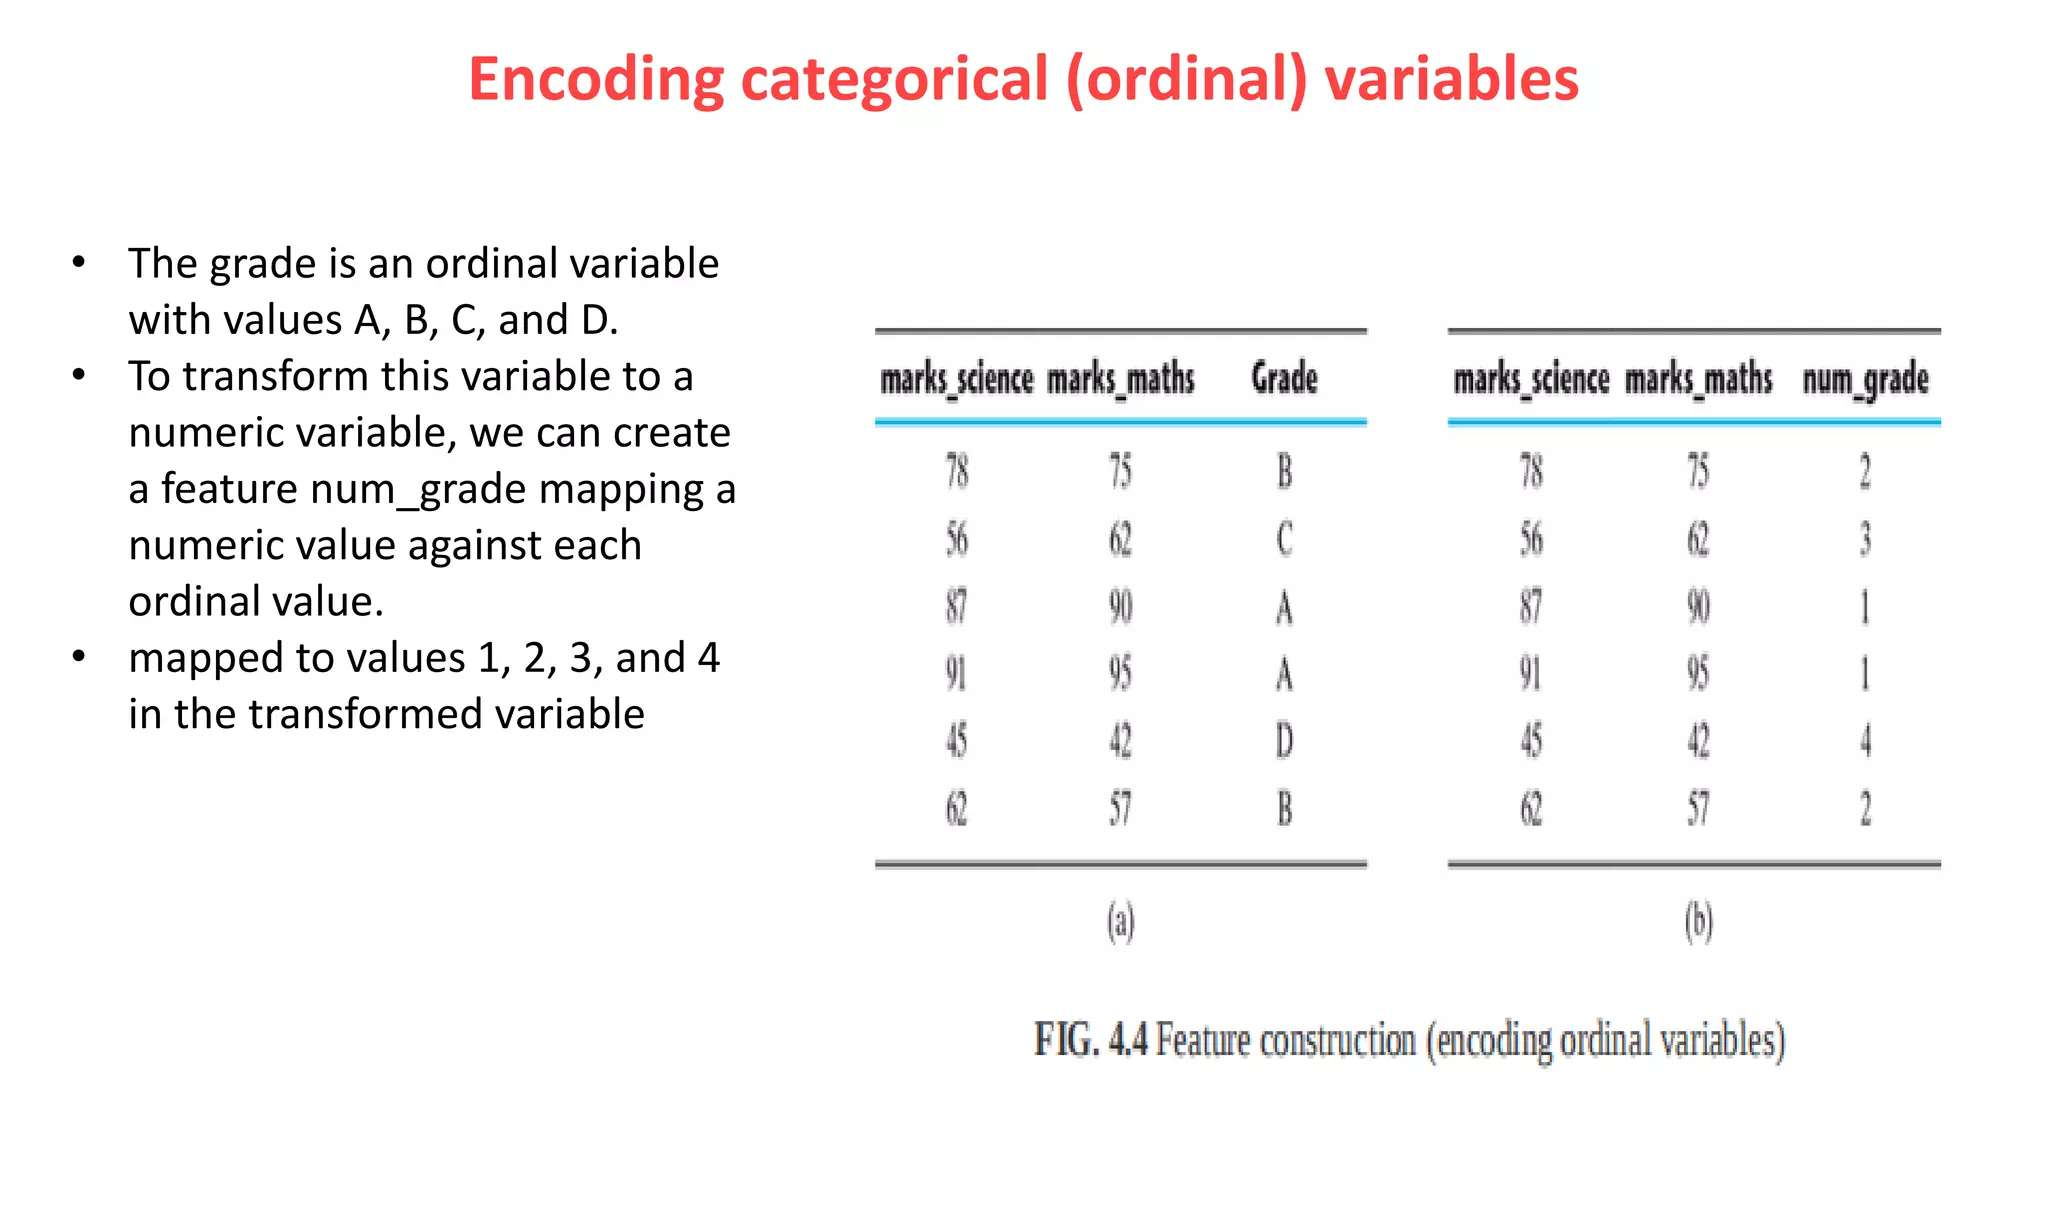 Encoding categorical (ordinal) variables
• The grade is an ordinal variable
with values A, B, C, and D.
• To transform this variable to a
numeric variable, we can create
a feature num_grade mapping a
numeric value against each
ordinal value.
• mapped to values 1, 2, 3, and 4
in the transformed variable
marks_science marks_maths Grade
78 75 B
56 62 C
87 90 A
91 95 A
45 42 D
62 57 B
(a)
marks_science marks_maths num_grade
78 75 2
56 62 3
87 90 1
91 95 1
45 42 4
62 57 2
(b)
FIG. 4.4 Feature construction (encoding ordinal variables)